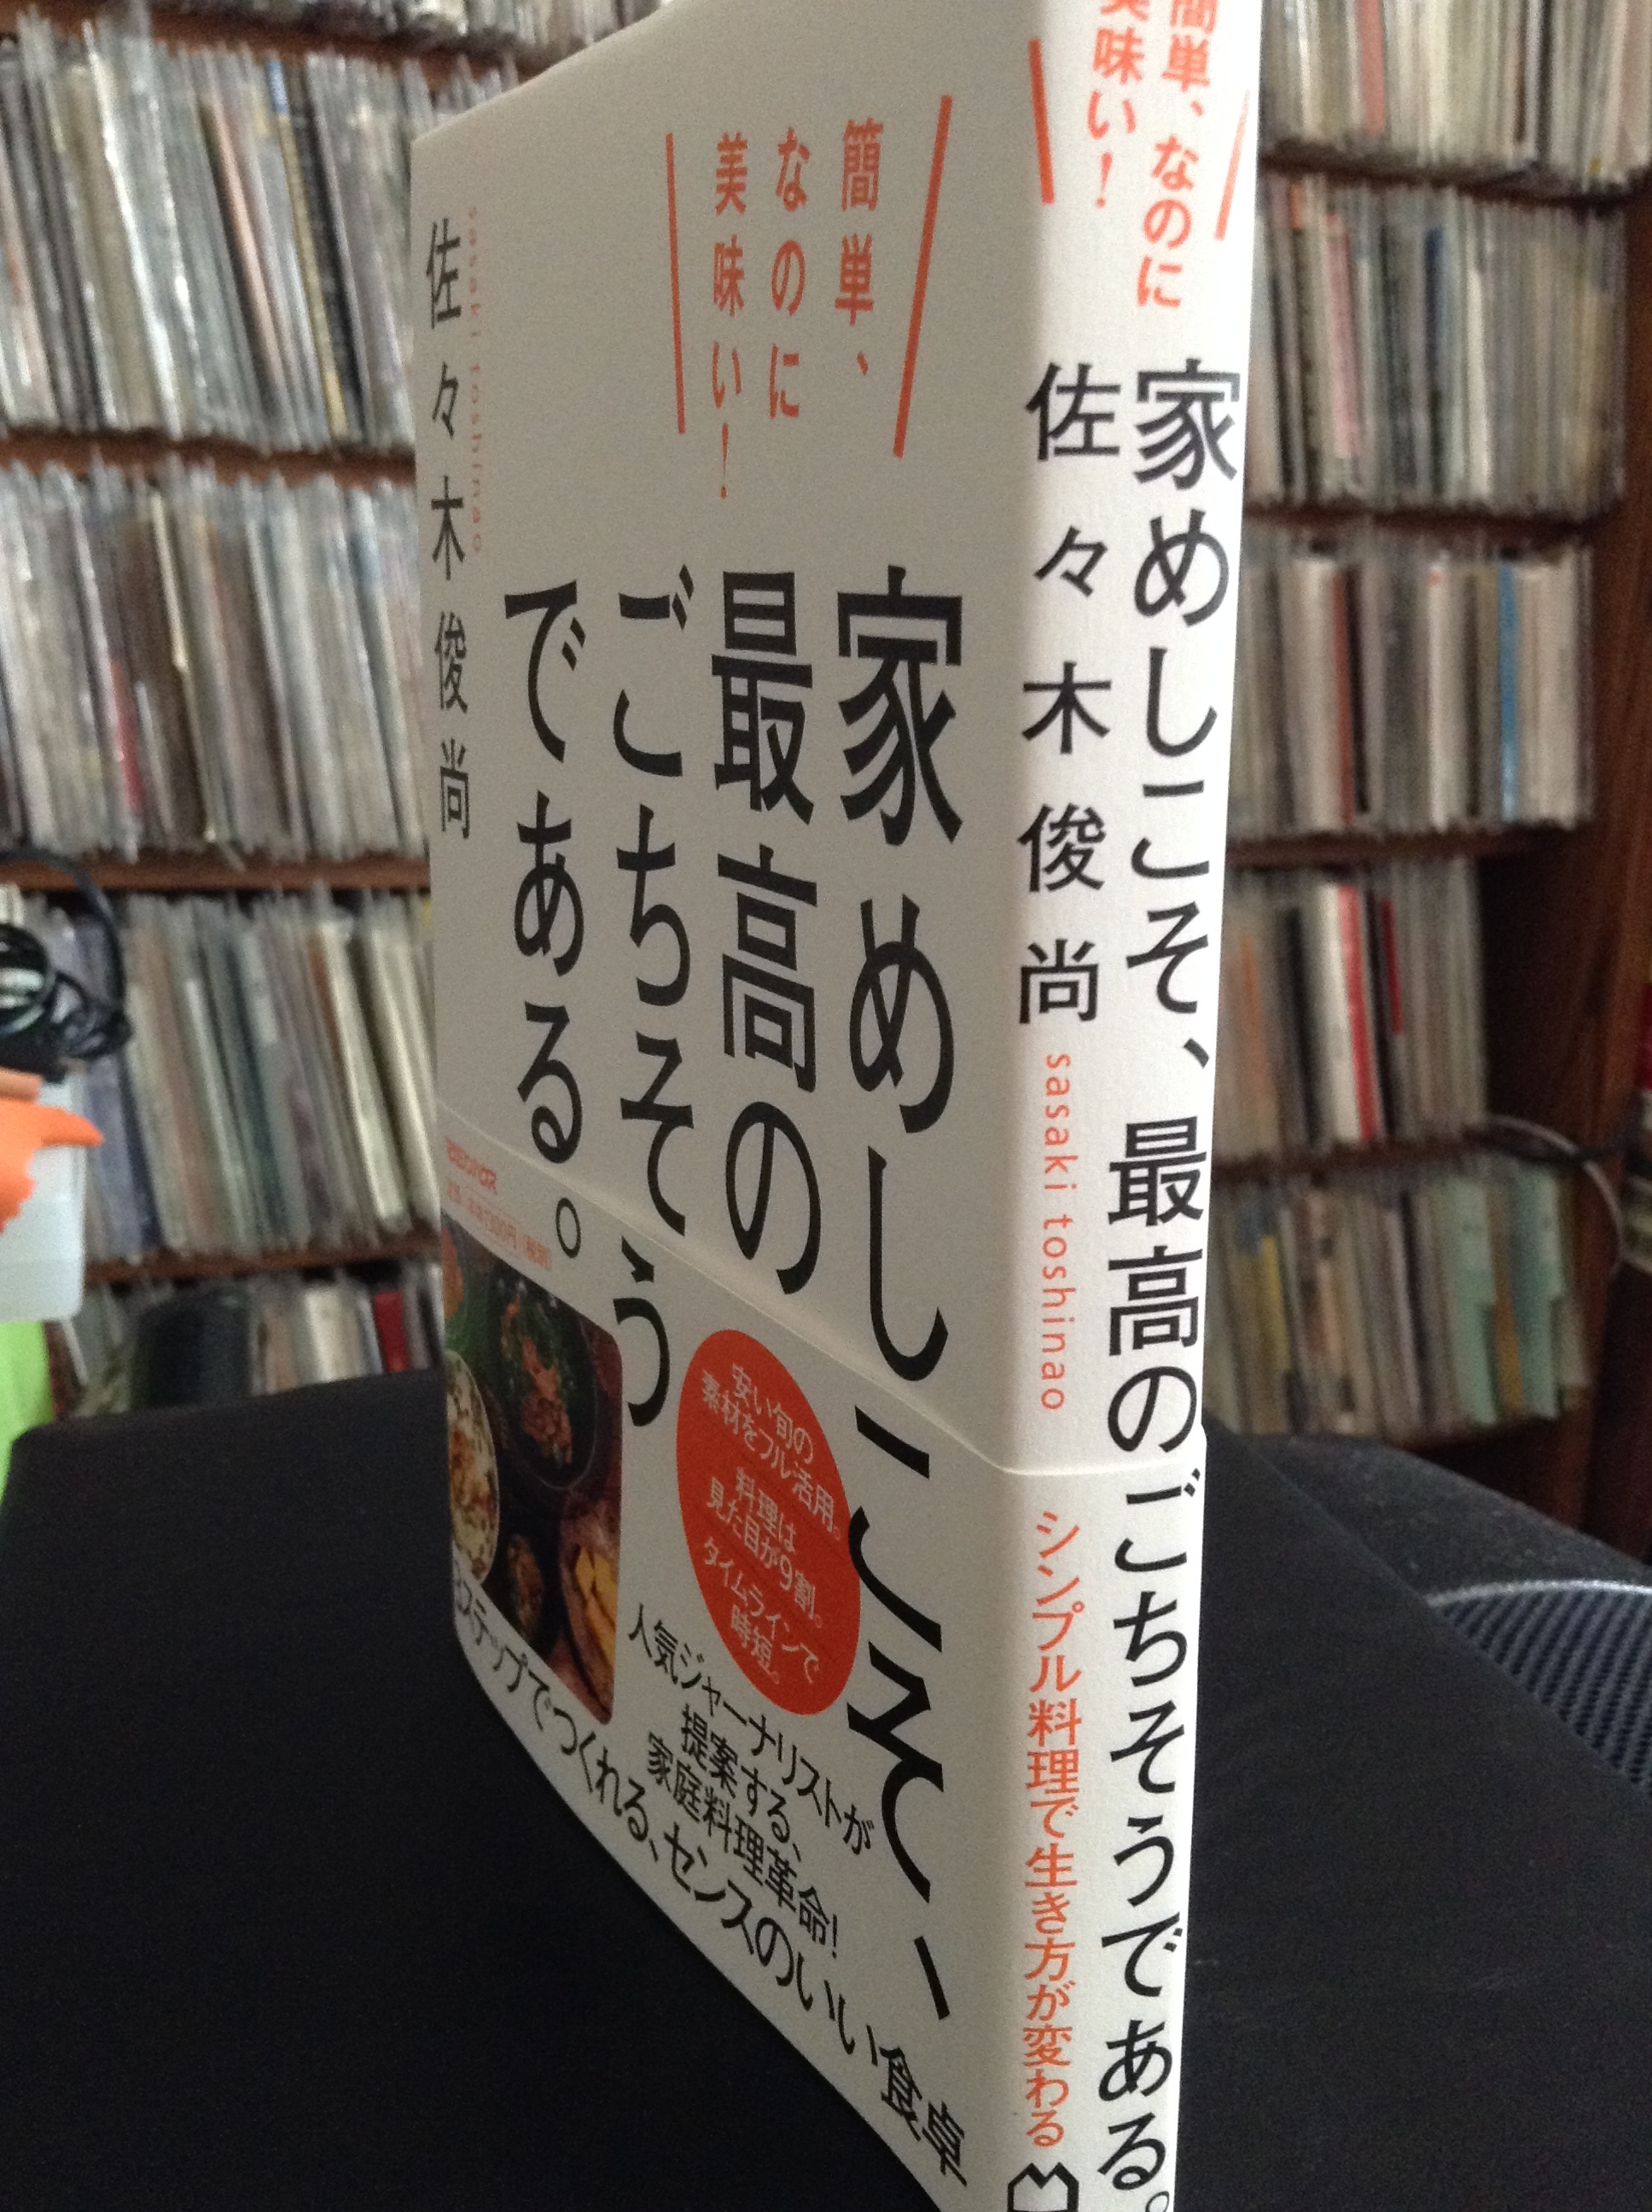 簡単、なのに
美味い!
家めしこそ、最高のごちそうである。
佐々木俊尚
sasaki toshinao
シンプル料理で生き方が変わる
簡単、
なのに
美味い!
家めしこそ、
最高の
ごちそう
である。
佐々木俊尚
sasaki toshinao
安い旬の
素材をフル活用。
料理は
見た目が9割。
タイムラインで
時短。
人気ジャーナリストが
提案する、
家庭料理革命!
ステップでつくれる、センスのいい食卓